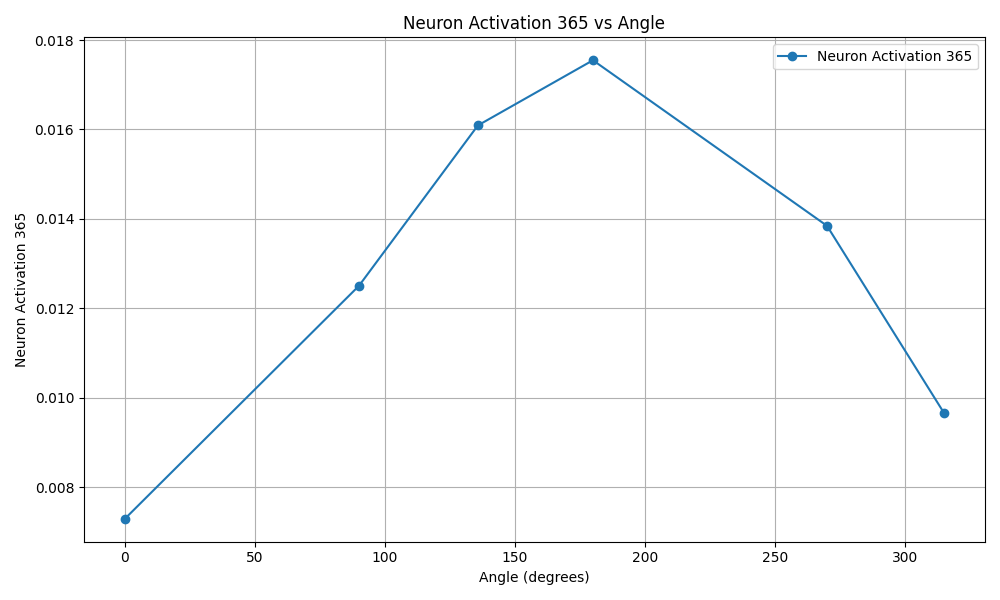 Neuron Activation 365 vs Angle
Neuron Activation 365
0.018
0.016
0.014
0.012
0.010
0.008
Neuron Activation 365
0 50 100 150 200 250 300
Angle (degrees)